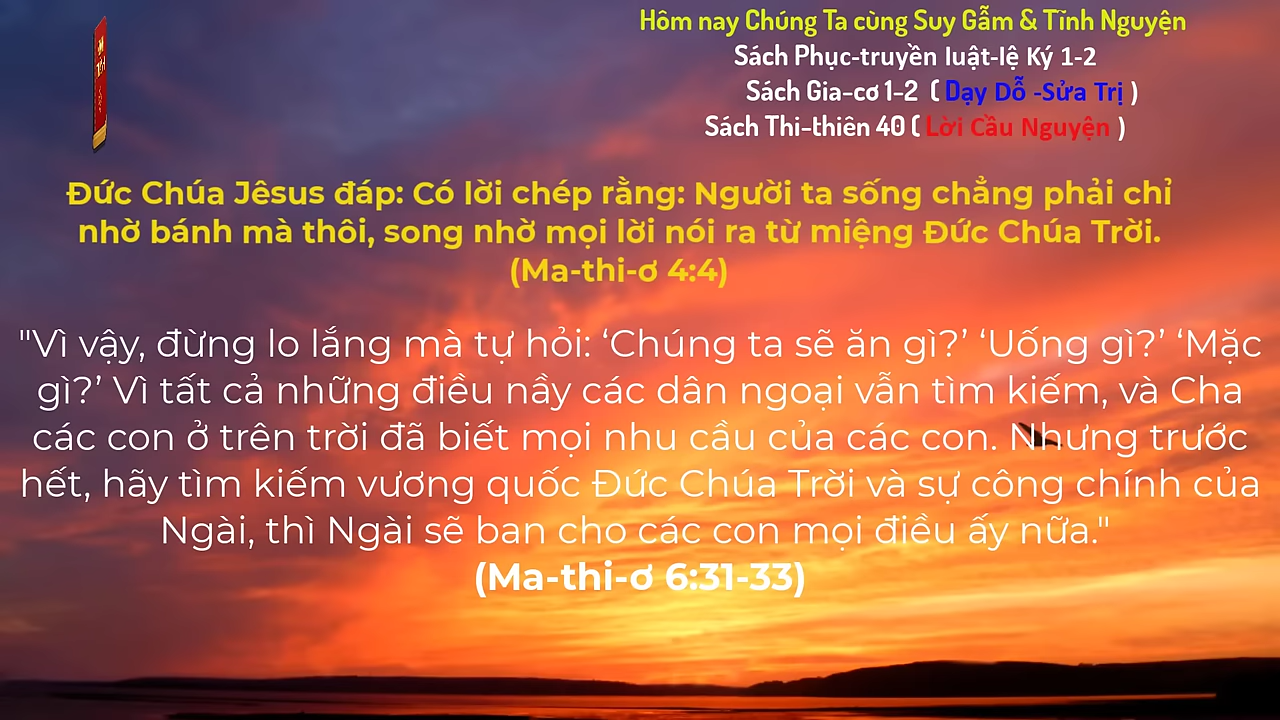 Hôm nay Chúng Ta cùng Suy Gẫm & Tĩnh Nguyện
Sách Phục-truyền luật-lệ Ký 1-2
Sách Gia-cơ 1-2 ( Dạy Dỗ -Sửa Trị )
Sách Thi-thiên 40 ( Lời Cầu Nguyện )
Đức Chúa Jêsus đáp: Có lời chép rằng: Người ta sống chẳng phải chỉ
nhờ bánh mà thôi, song nhờ mọi lời nói ra từ miệng Đức Chúa Trời.
(Ma-thi-ơ 4:4)
"Vì vậy, đừng lo lắng mà tự hỏi: ‘Chúng ta sẽ ăn gì?’ ‘Uống gì?’ ‘Mặc
gì?’ Vì tất cả những điều nầy các dân ngoại vẫn tìm kiếm, và Cha
các con ở trên trời đã biết mọi nhu cầu của các con. Nhưng trước
hết, hãy tìm kiếm vương quốc Đức Chúa Trời và sự công chính của
Ngài, thì Ngài sẽ ban cho các con mọi điều ấy nữa."
(Ma-thi-ơ 6:31-33)